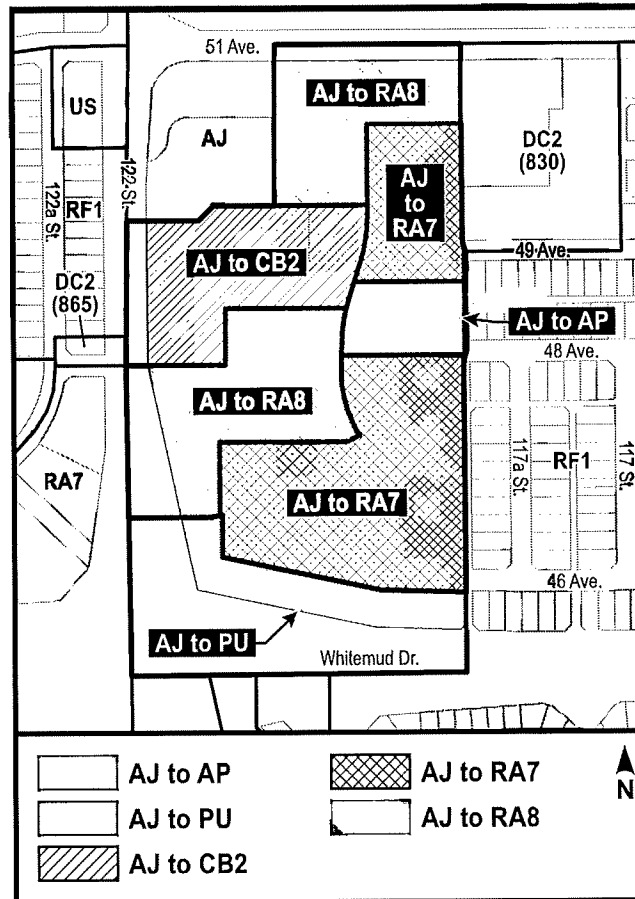 51 Ave.
US
AJ
AJ to RA8
DC2
(830)
AJ
to
RA7
122a St.
RF1
122 St.
49 Ave.
AJ to CB2
DC2
(865)
AJ to AP
48 Ave.
AJ to RA8
RA7
117a St.
RF1
117 St.
AJ to RA7
46 Ave.
AJ to PU
Whitemud Dr.
AJ to AP
AJ to RA7
N
AJ to PU
AJ to RA8
AJ to CB2